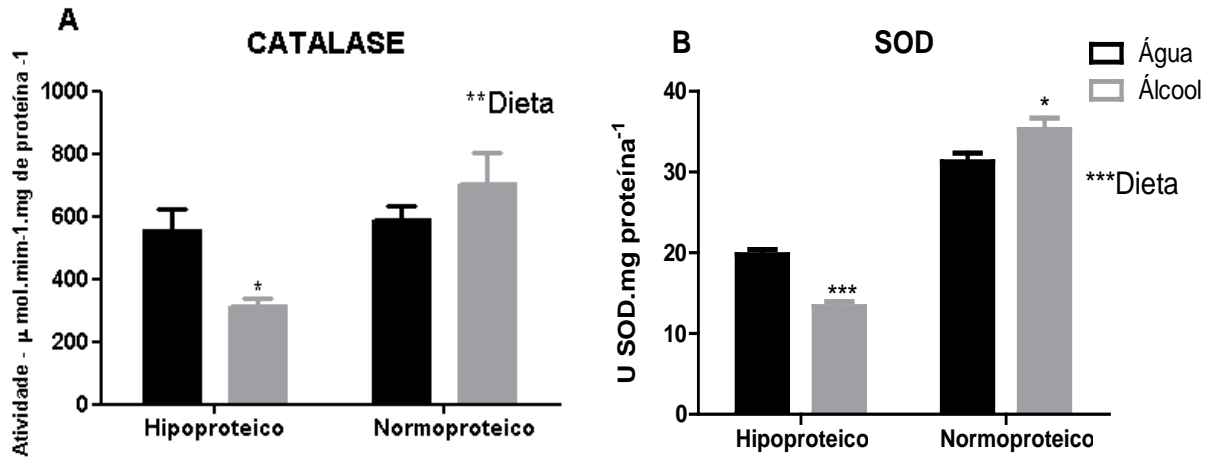 A
CATALASE
Atividade - µ mol.mim-1.mg de proteína -1
1000
800
600
400
200
0
**Dieta
*
Hipoproteico
Normoproteico
B
SOD
Água
Álcool
U SOD.mg proteína-1
40
30
20
10
0
*
***Dieta
***
Hipoproteico
Normoproteico